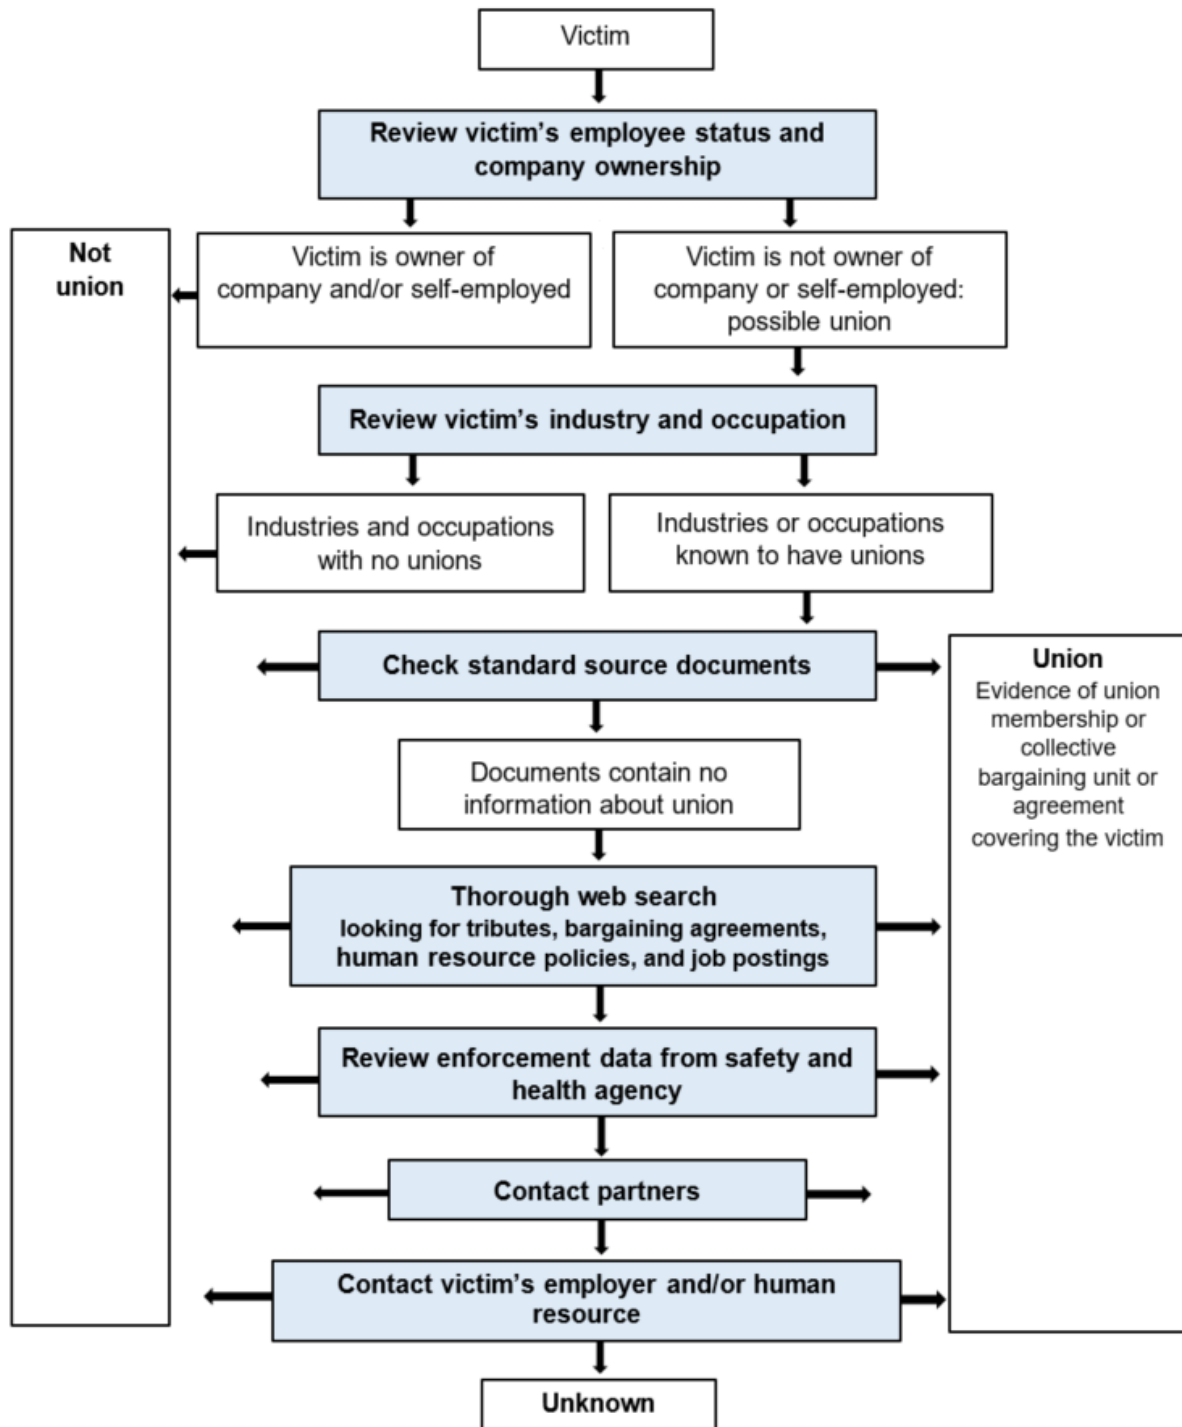 Victim
Review victim's employee status and
company ownership
Not
union
Victim is owner of
company and/or self-employed
Victim is not owner of
company or self-employed:
possible union
Review victim's industry and occupation
Industries and occupations
with no unions
Industries or occupations
known to have unions
Check standard source documents
Union
Evidence of union
membership or
collective
bargaining unit or
agreement
covering the victim
Documents contain no
information about union
Thorough web search
looking for tributes, bargaining agreements,
human resource policies, and job postings
Review enforcement data from safety and
health agency
Contact partners
Contact victim's employer and/or human
resource
Unknown